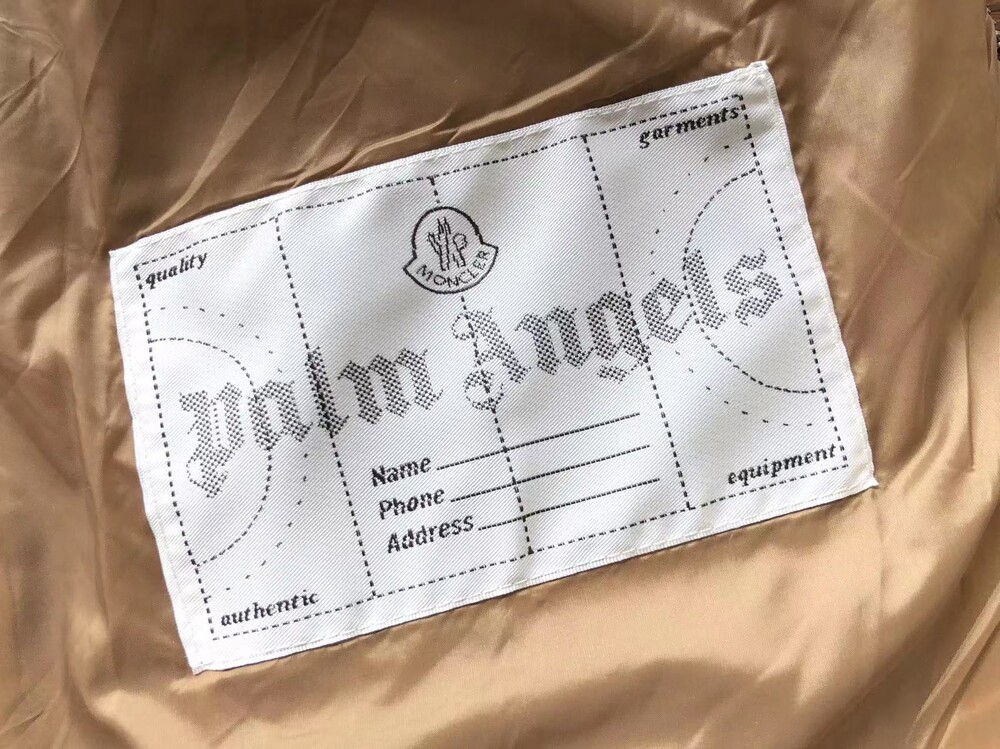 garments
quality
MONCLER
Palm Angels
Name
Phone
Address
equipment
authentic